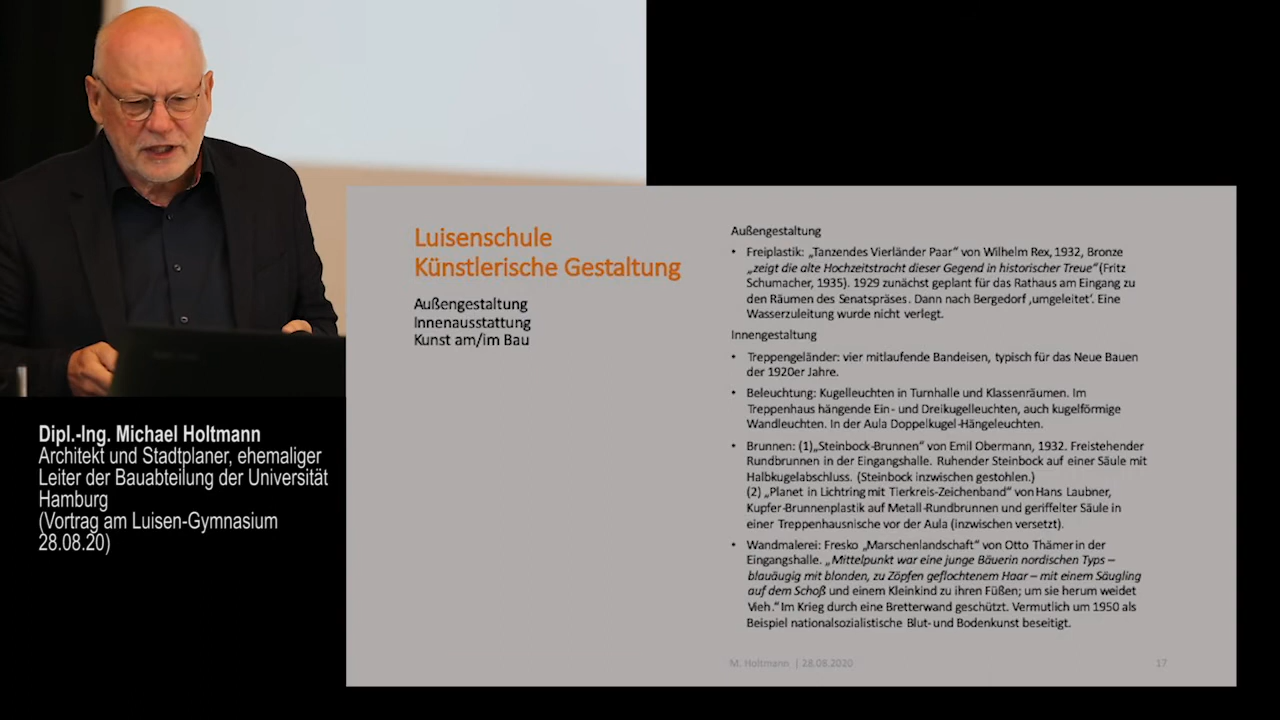 Luisenschule
Künstlerische Gestaltung
Außengestaltung
Innenausstattung
Kunst am/im Bau
Außengestaltung
• Freiplastik: „Tanzendes Vierländer Paar“ von Wilhelm Rex, 1932, Bronze
„zeigt die alte Hochzeitstracht dieser Gegend in historischer Treue“ (Fritz
Schumacher, 1935). 1929 zunächst geplant für das Rathaus am Eingang zu
den Räumen des Senatspräses. Dann nach Bergedorf ‚umgeleitet‘. Eine
Wasserzuleitung wurde nicht verlegt.
Innengestaltung
• Treppengeländer: vier mitlaufende Bandeisen, typisch für das Neue Bauen
der 1920er Jahre.
• Beleuchtung: Kugelleuchten in Turnhalle und Klassenräumen. Im
Treppenhaus hängende Ein- und Dreikugelleuchten, auch kugelförmige
Wandleuchten. In der Aula Doppelkugel-Hängeleuchten.
• Brunnen: (1)„Steinbock-Brunnen“ von Emil Obermann, 1932. Freistehender
Rundbrunnen in der Eingangshalle. Ruhender Steinbock auf einer Säule mit
Halbkugelabschluss. (Steinbock inzwischen gestohlen.)
(2) „Planet in Lichtring mit Tierkreis-Zeichenband“ von Hans Laubner,
Kupfer-Brunnenplastik auf Metall-Rundbrunnen und geriffelter Säule in
einer Treppenhausnische vor der Aula (inzwischen versetzt).
• Wandmalerei: Fresko „Marschenlandschaft“ von Otto Thämer in der
Eingangshalle. „Mittelpunkt war eine junge Bäuerin nordischen Typs –
blauäugig mit blonden, zu Zöpfen geflochtenem Haar – mit einem Säugling
auf dem Schoß und einem Kleinkind zu ihren Füßen; um sie herum weidet
Vieh.“ Im Krieg durch eine Bretterwand geschützt. Vermutlich um 1950 als
Beispiel nationalsozialistische Blut- und Bodenkunst beseitigt.
M. Holtmann | 28.08.2020
17
Dipl.-Ing. Michael Holtmann
Architekt und Stadtplaner, ehemaliger
Leiter der Bauabteilung der Universität
Hamburg
(Vortrag am Luisen-Gymnasium
28.08.20)